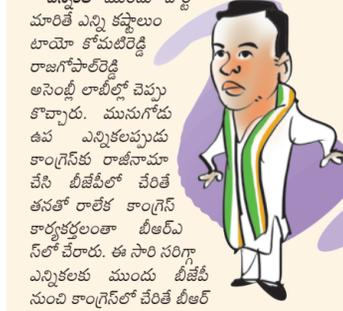 మారితే ఎన్ని కష్టాలుం
టాయో కోమటిరెడ్డి
రాజగోపాల్‌రెడ్డి
అసెంబ్లీ లాబీల్లో చెప్పు
కొచ్చారు. మునుగోడు
ఉప ఎన్నికలప్పుడు
కాంగ్రెస్‌కు రాజీనామా
చేసి బీజేపీలో చేరితే
తనతో రాలేక కాంగ్రెస్
కార్యకర్తలంతా బీఆర్ఎ
స్‌లో చేరారు. ఈ సారి సరిగ్గా
ఎన్నికలకు ముందు బీజేపీ
నుంచి కాంగ్రెస్‌లో చేరితే బీఆర్